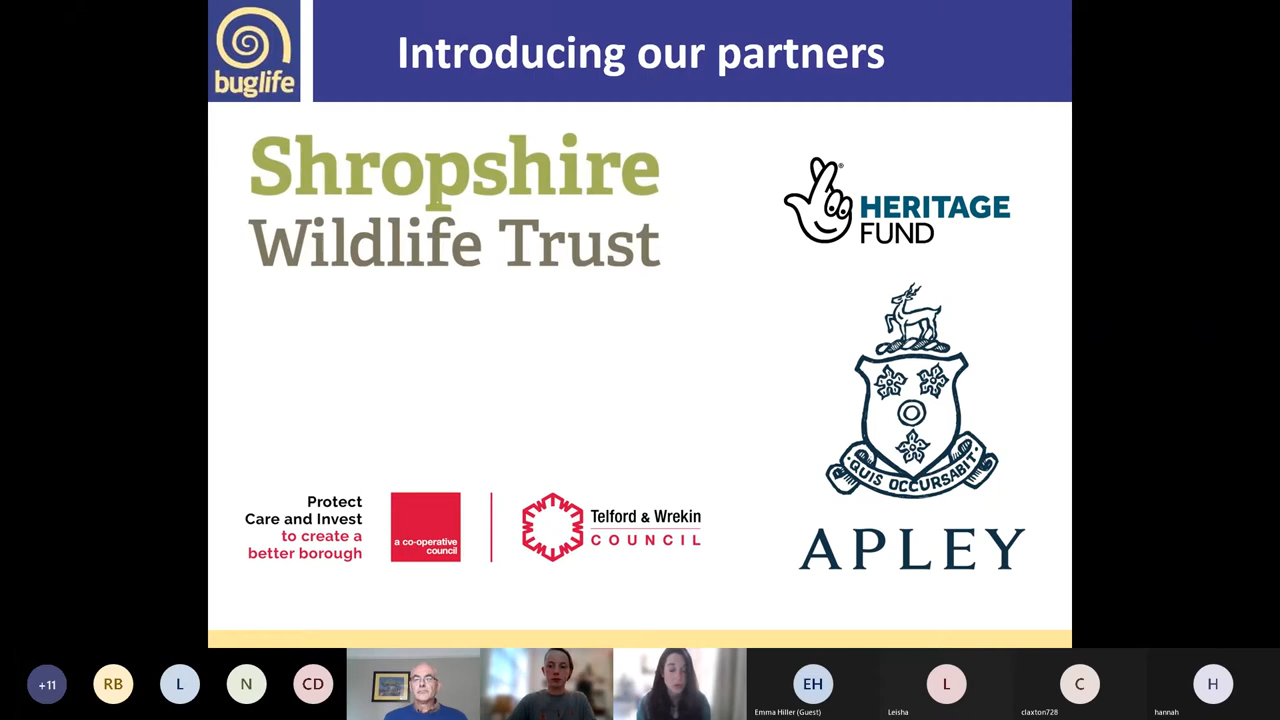 buglife
Introducing our partners
Shropshire
Wildlife Trust
HERITAGE
FUND
QUIS OCCURSABIT
APLEY
Protect
Care and Invest
to create a
better borough
a co-operative
council
Telford & Wrekin
COUNCIL
+11
RB
L
N
CD
EH
Emma Hiller (Guest)
L
Leisha
C
claxton728
H
hannah